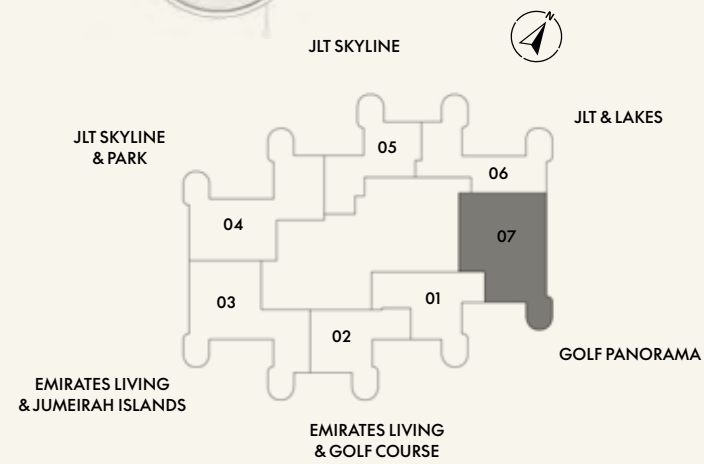 N
JLT SKYLINE
JLT & LAKES
JLT SKYLINE
& PARK
05
06
04
07
03
01
02
GOLF PANORAMA
EMIRATES LIVING
& JUMEIRAH ISLANDS
EMIRATES LIVING
& GOLF COURSE